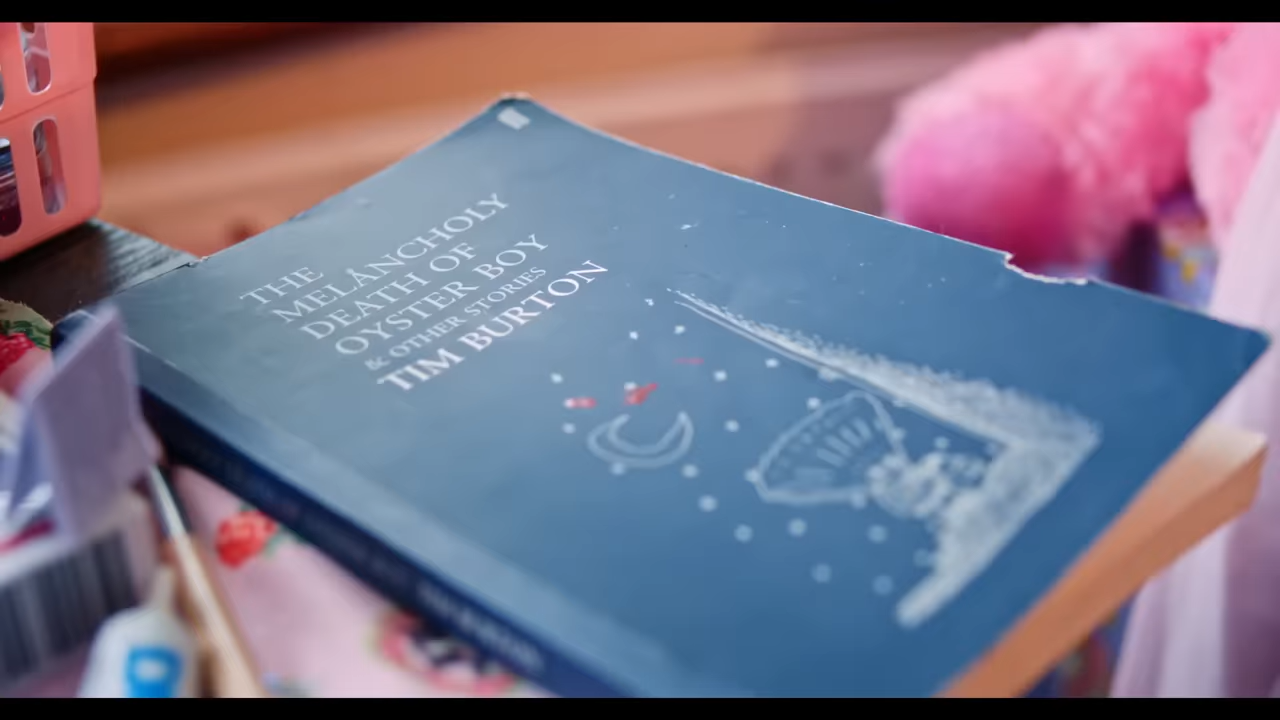 THE
MELANCHOLY
DEATH OF
OYSTER BOY
& OTHER STORIES
TIM BURTON